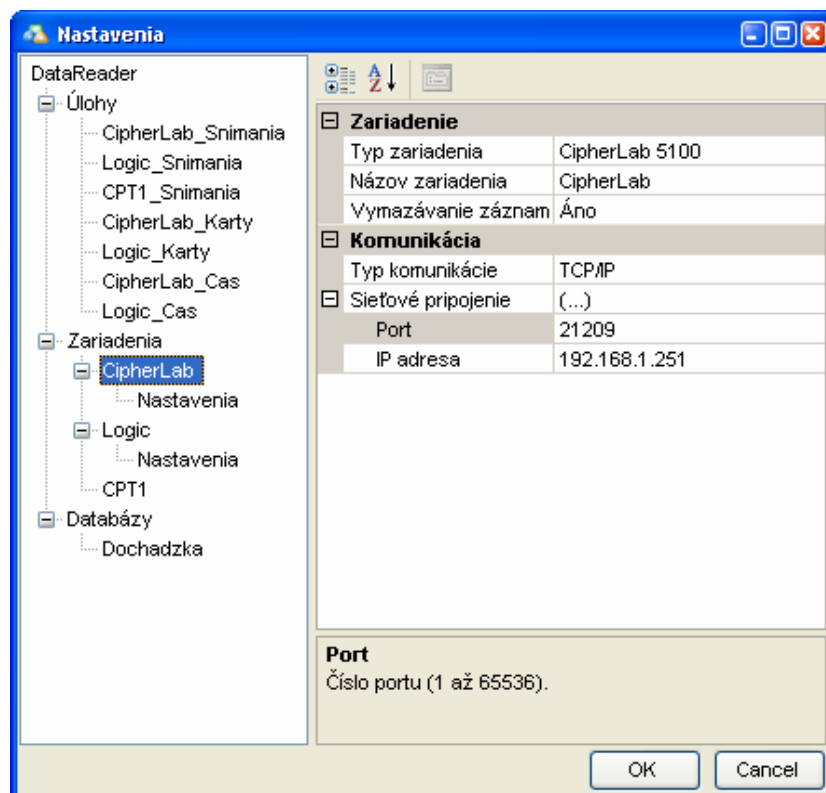 Nastavenia
DataReader
Úlohy
CipherLab_Snimania
Logic_Snimania
CPT1_Snimania
CipherLab_Karty
Logic_Karty
CipherLab_Cas
Logic_Cas
Zariadenia
CipherLab
Nastavenia
Logic
Nastavenia
CPT1
Databázy
Dochadzka
Zariadenie
Typ zariadenia CipherLab 5100
Názov zariadenia CipherLab
Vymazávanie záznam Áno
Komunikácia
Typ komunikácie TCP/IP
Sieťové pripojenie (...)
Port 21209
IP adresa 192.168.1.251
Port
Číslo portu (1 až 65536).
OK Cancel